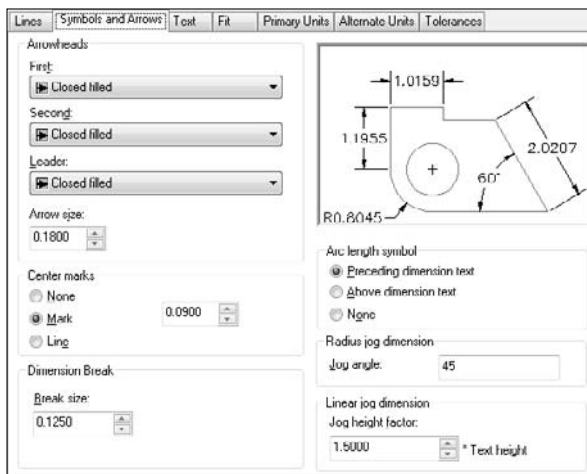 Lines Symbols and Arrows Text Fit Primary Units Alternate Units Tolerances
Arrowheads
First:
Closed filled
Second:
Closed filled
Leader:
Closed filled
Arrow size:
0.1800
Center marks
None
Mark
0.0900
Line
Dimension Break
Break size:
0.1250
1.0159
1.1955
2.0207
60°
R0.8045
Arc length symbol
Preceding dimension text
Above dimension text
None
Radius jog dimension
Jog angle:
45
Linear jog dimension
Jog height factor:
1.5000
* Text height